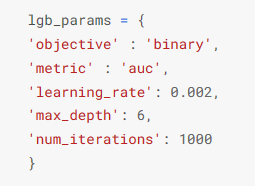 lgb_params = {
'objective' : 'binary',
'metric' : 'auc',
'learning_rate': 0.002,
'max_depth': 6,
'num_iterations': 1000
}